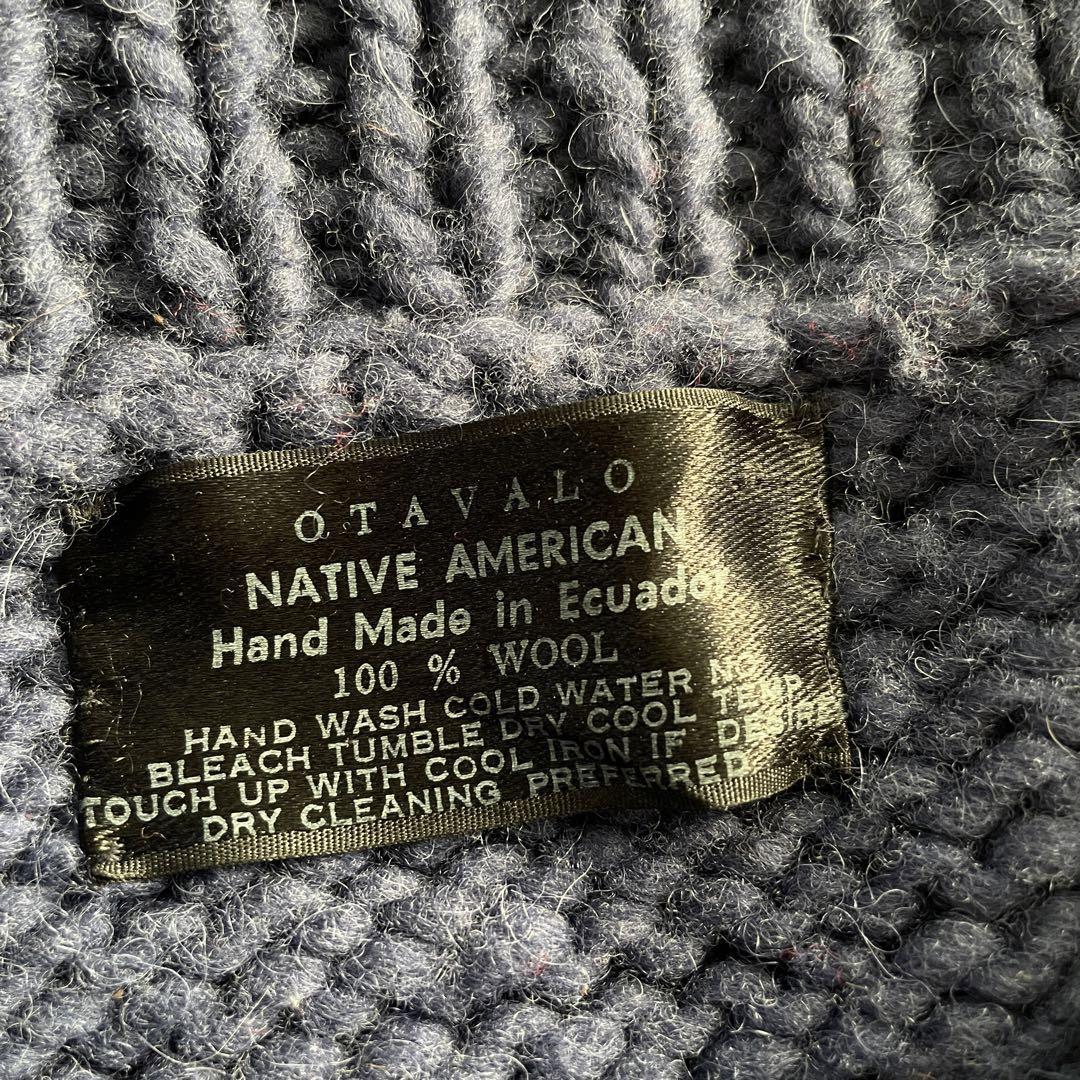 OTAVALO
NATIVE AMERICAN
Hand Made in Ecuador
100 % WOOL
HAND WASH COLD WATER NO
BLEACH TUMBLE DRY COOL TEMP
TOUCH UP WITH COOL IRON IF DESIRE
DRY CLEANING PREFERRED